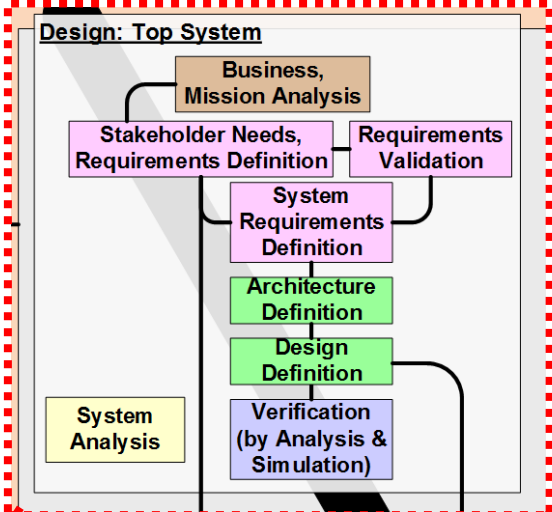 Design: Top System
Business,
Mission Analysis
Stakeholder Needs,
Requirements Definition
Requirements
Validation
System
Requirements
Definition
Architecture
Definition
Design
Definition
System
Analysis
Verification
(by Analysis &
Simulation)